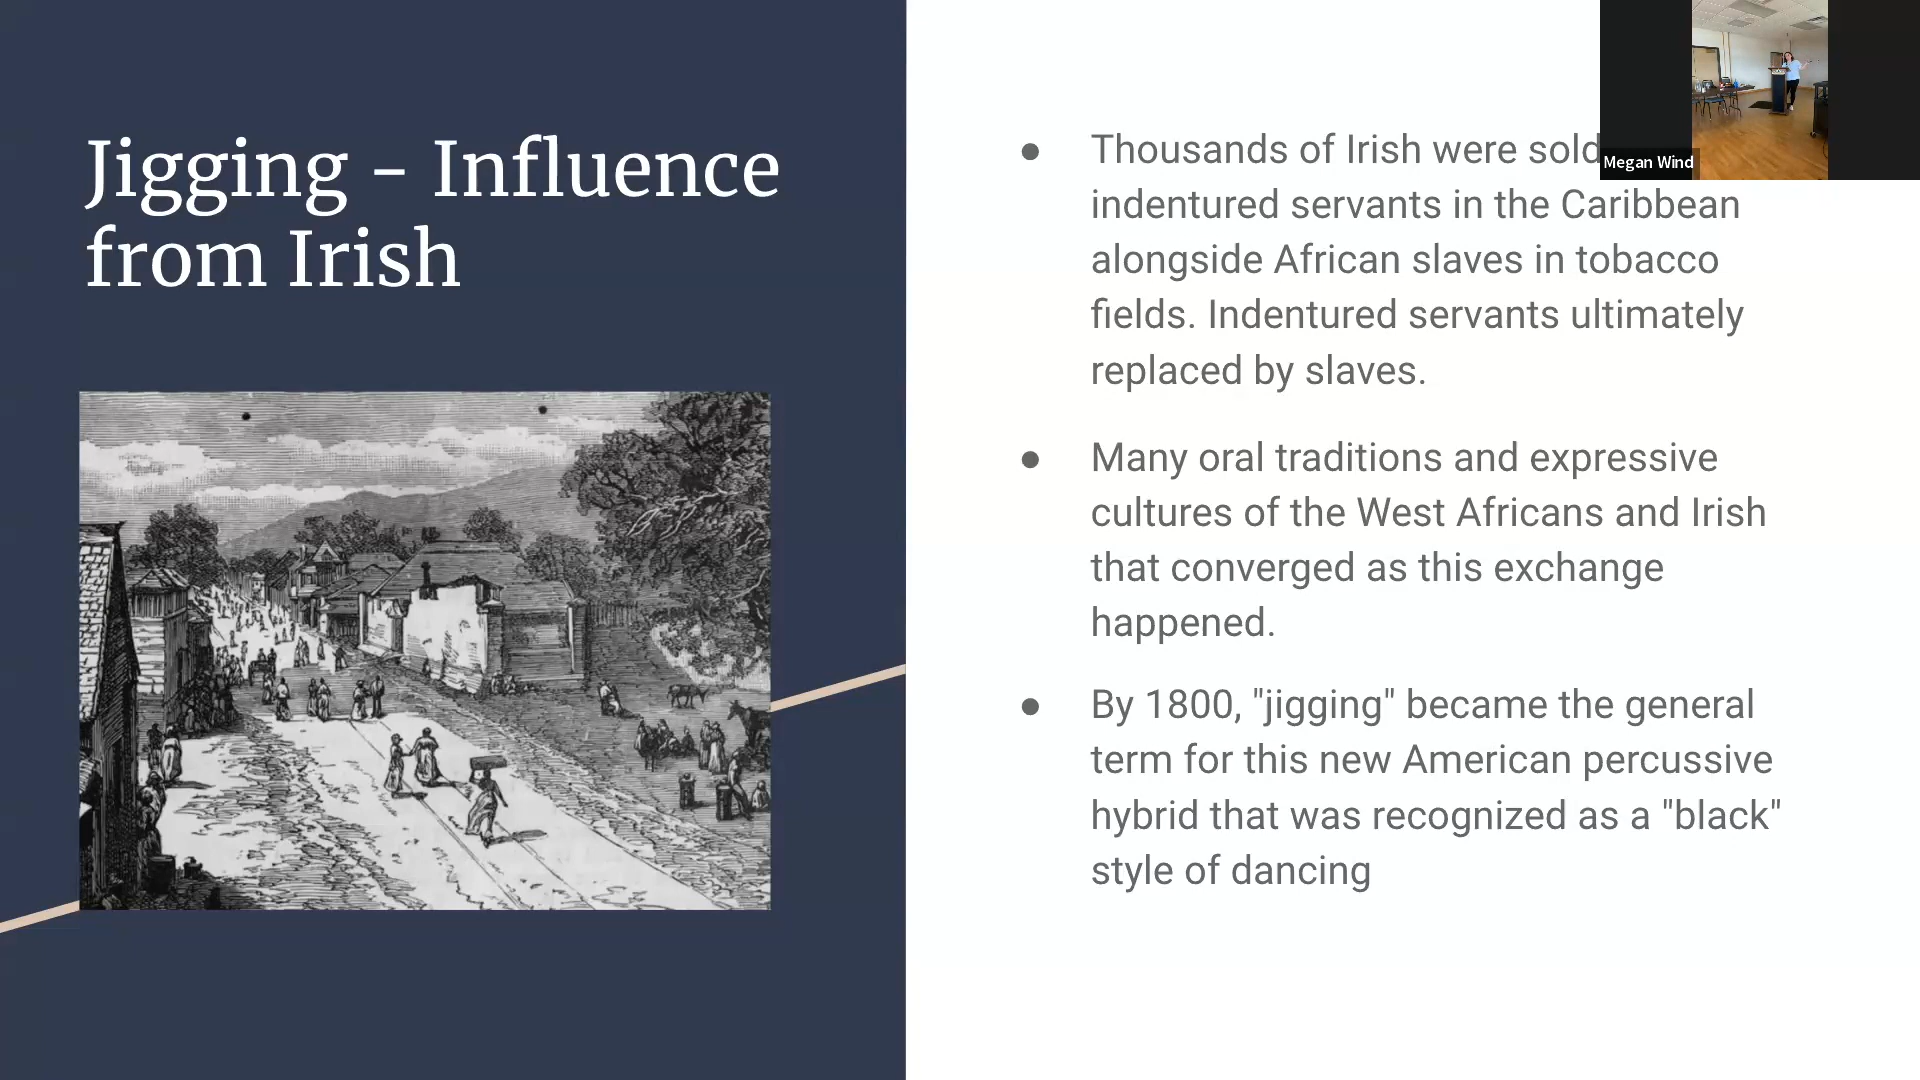 Jigging - Influence
from Irish
Thousands of Irish were sold
indentured servants in the Caribbean
alongside African slaves in tobacco
fields. Indentured servants ultimately
replaced by slaves.
Many oral traditions and expressive
cultures of the West Africans and Irish
that converged as this exchange
happened.
By 1800, "jigging" became the general
term for this new American percussive
hybrid that was recognized as a "black"
style of dancing
Megan Wind